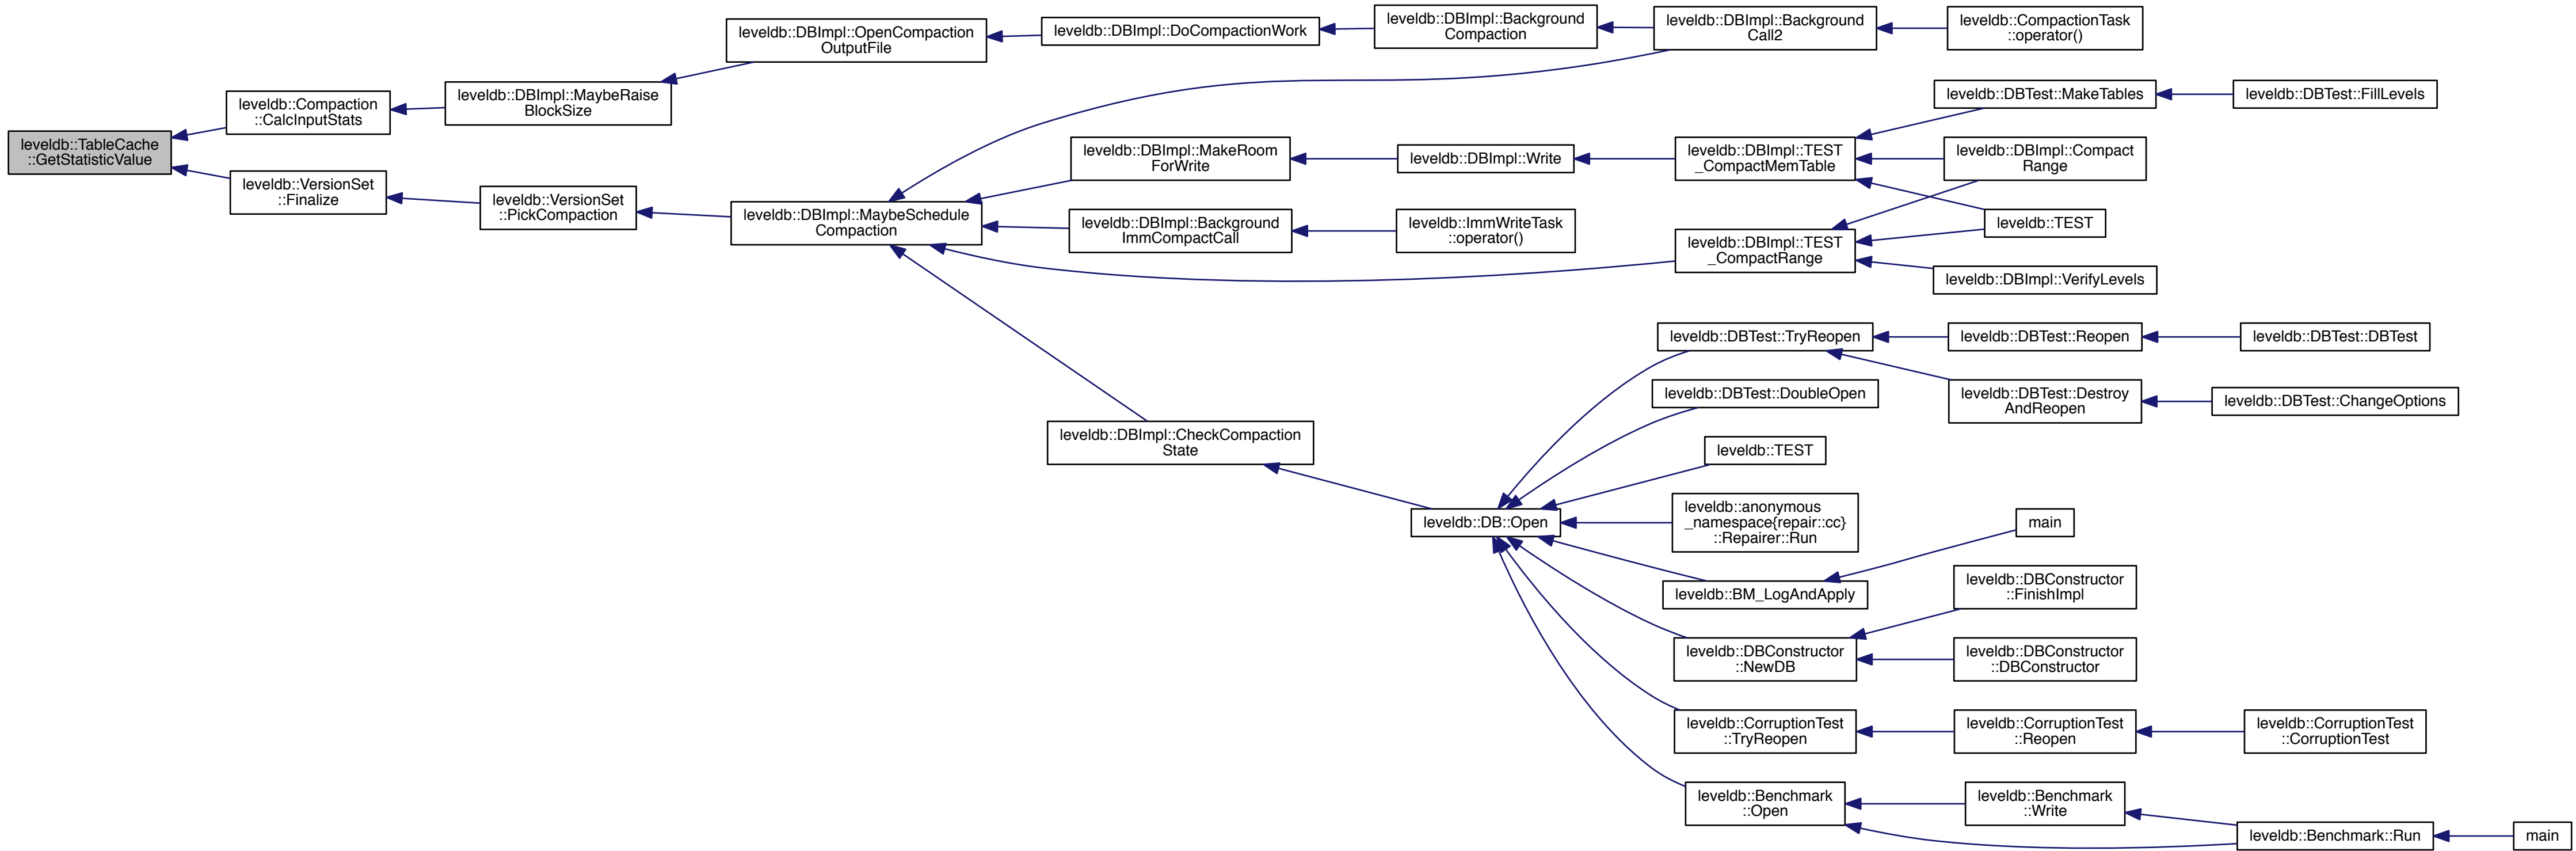 leveldb::TableCache
::GetStatisticValue
leveldb::Compaction
::CalcInputStats
leveldb::DBImpl::MaybeRaise
BlockSize
leveldb::DBImpl::OpenCompaction
OutputFile
leveldb::DBImpl::DoCompactionWork
leveldb::DBImpl::Background
Compaction
leveldb::DBImpl::Background
Call2
leveldb::CompactionTask
::operator()
leveldb::VersionSet
::Finalize
leveldb::VersionSet
::PickCompaction
leveldb::DBImpl::MaybeSchedule
Compaction
leveldb::DBImpl::MakeRoom
ForWrite
leveldb::DBImpl::Write
leveldb::DBImpl::TEST
_CompactMemTable
leveldb::DBTest::MakeTables
leveldb::DBTest::FillLevels
leveldb::DBImpl::Compact
Range
leveldb::TEST
leveldb::DBImpl::Background
ImmCompactCall
leveldb::ImmWriteTask
::operator()
leveldb::DBImpl::TEST
_CompactRange
leveldb::DBImpl::VerifyLevels
leveldb::DBImpl::CheckCompaction
State
leveldb::DB::Open
leveldb::DBTest::TryReopen
leveldb::DBTest::Reopen
leveldb::DBTest::DBTest
leveldb::DBTest::Destroy
AndReopen
leveldb::DBTest::ChangeOptions
leveldb::DBTest::DoubleOpen
leveldb::TEST
leveldb::anonymous
_namespace{repair::cc}
::Repairer::Run
leveldb::BM_LogAndApply
main
leveldb::DBConstructor
::NewDB
leveldb::DBConstructor
::FinishImpl
leveldb::DBConstructor
::DBConstructor
leveldb::CorruptionTest
::TryReopen
leveldb::CorruptionTest
::Reopen
leveldb::CorruptionTest
::CorruptionTest
leveldb::Benchmark
::Open
leveldb::Benchmark
::Write
leveldb::Benchmark::Run
main